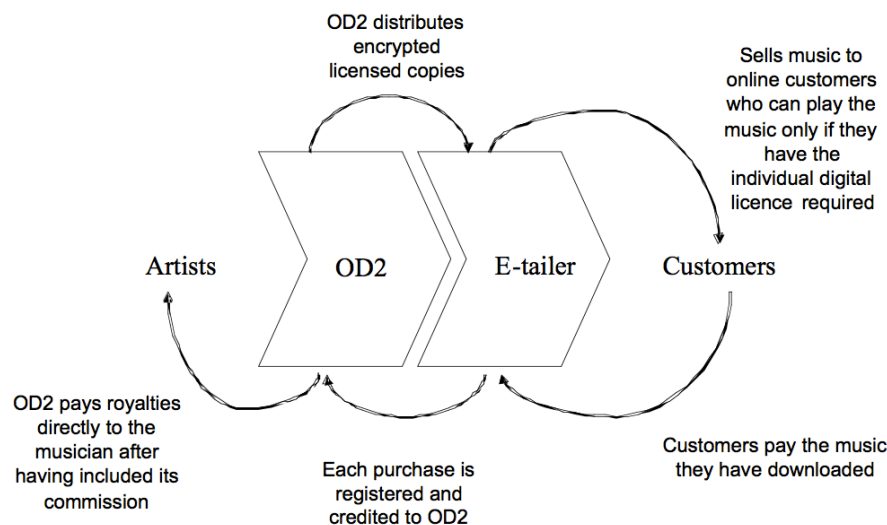 OD2 distributes
encrypted
licensed copies
Sells music to
online customers
who can play the
music only if they
have the
individual digital
licence required
Artists
OD2
E-tailer
Customers
OD2 pays royalties
directly to the
musician after
having included its
commission
Each purchase is
registered and
credited to OD2
Customers pay the music
they have downloaded